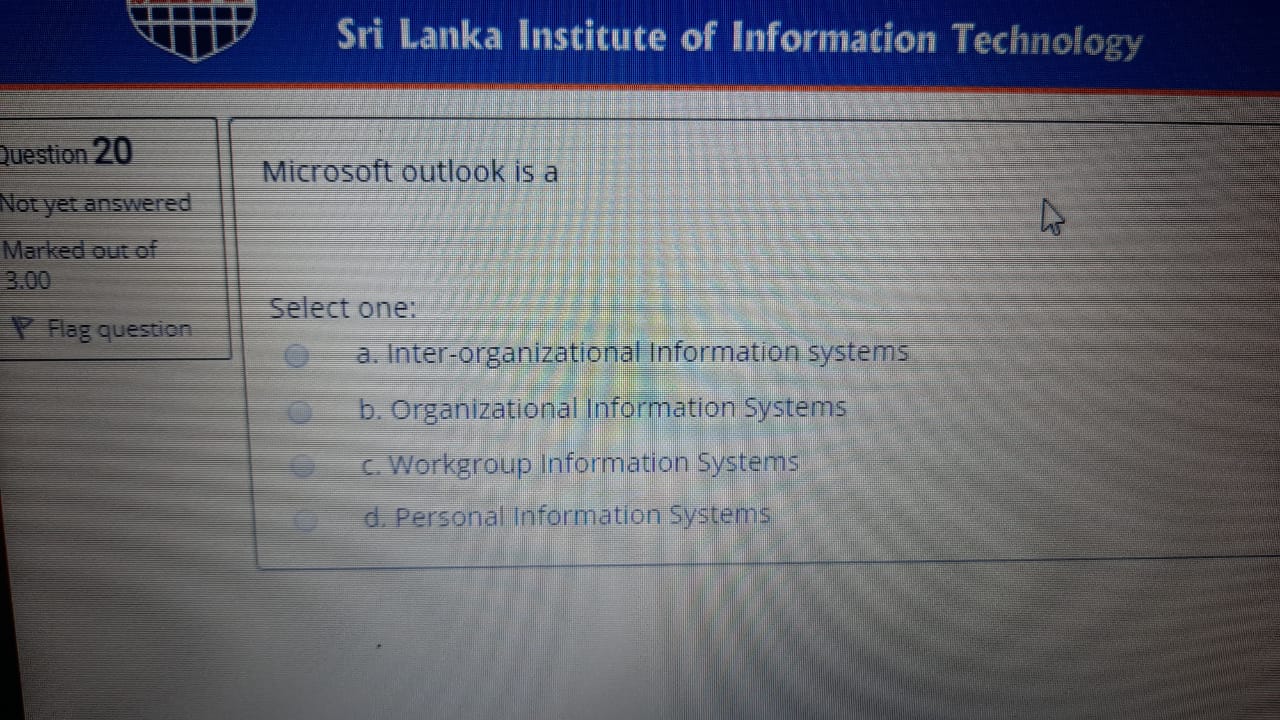 Sri Lanka Institute of Information Technology
Question 20
Not yet answered
Marked out of
3.00
Flag question
Microsoft outlook is a
Select one:
a. Inter-organizational Information systems
b. Organizational Information Systems
c. Workgroup Information Systems
d. Personal Information Systems